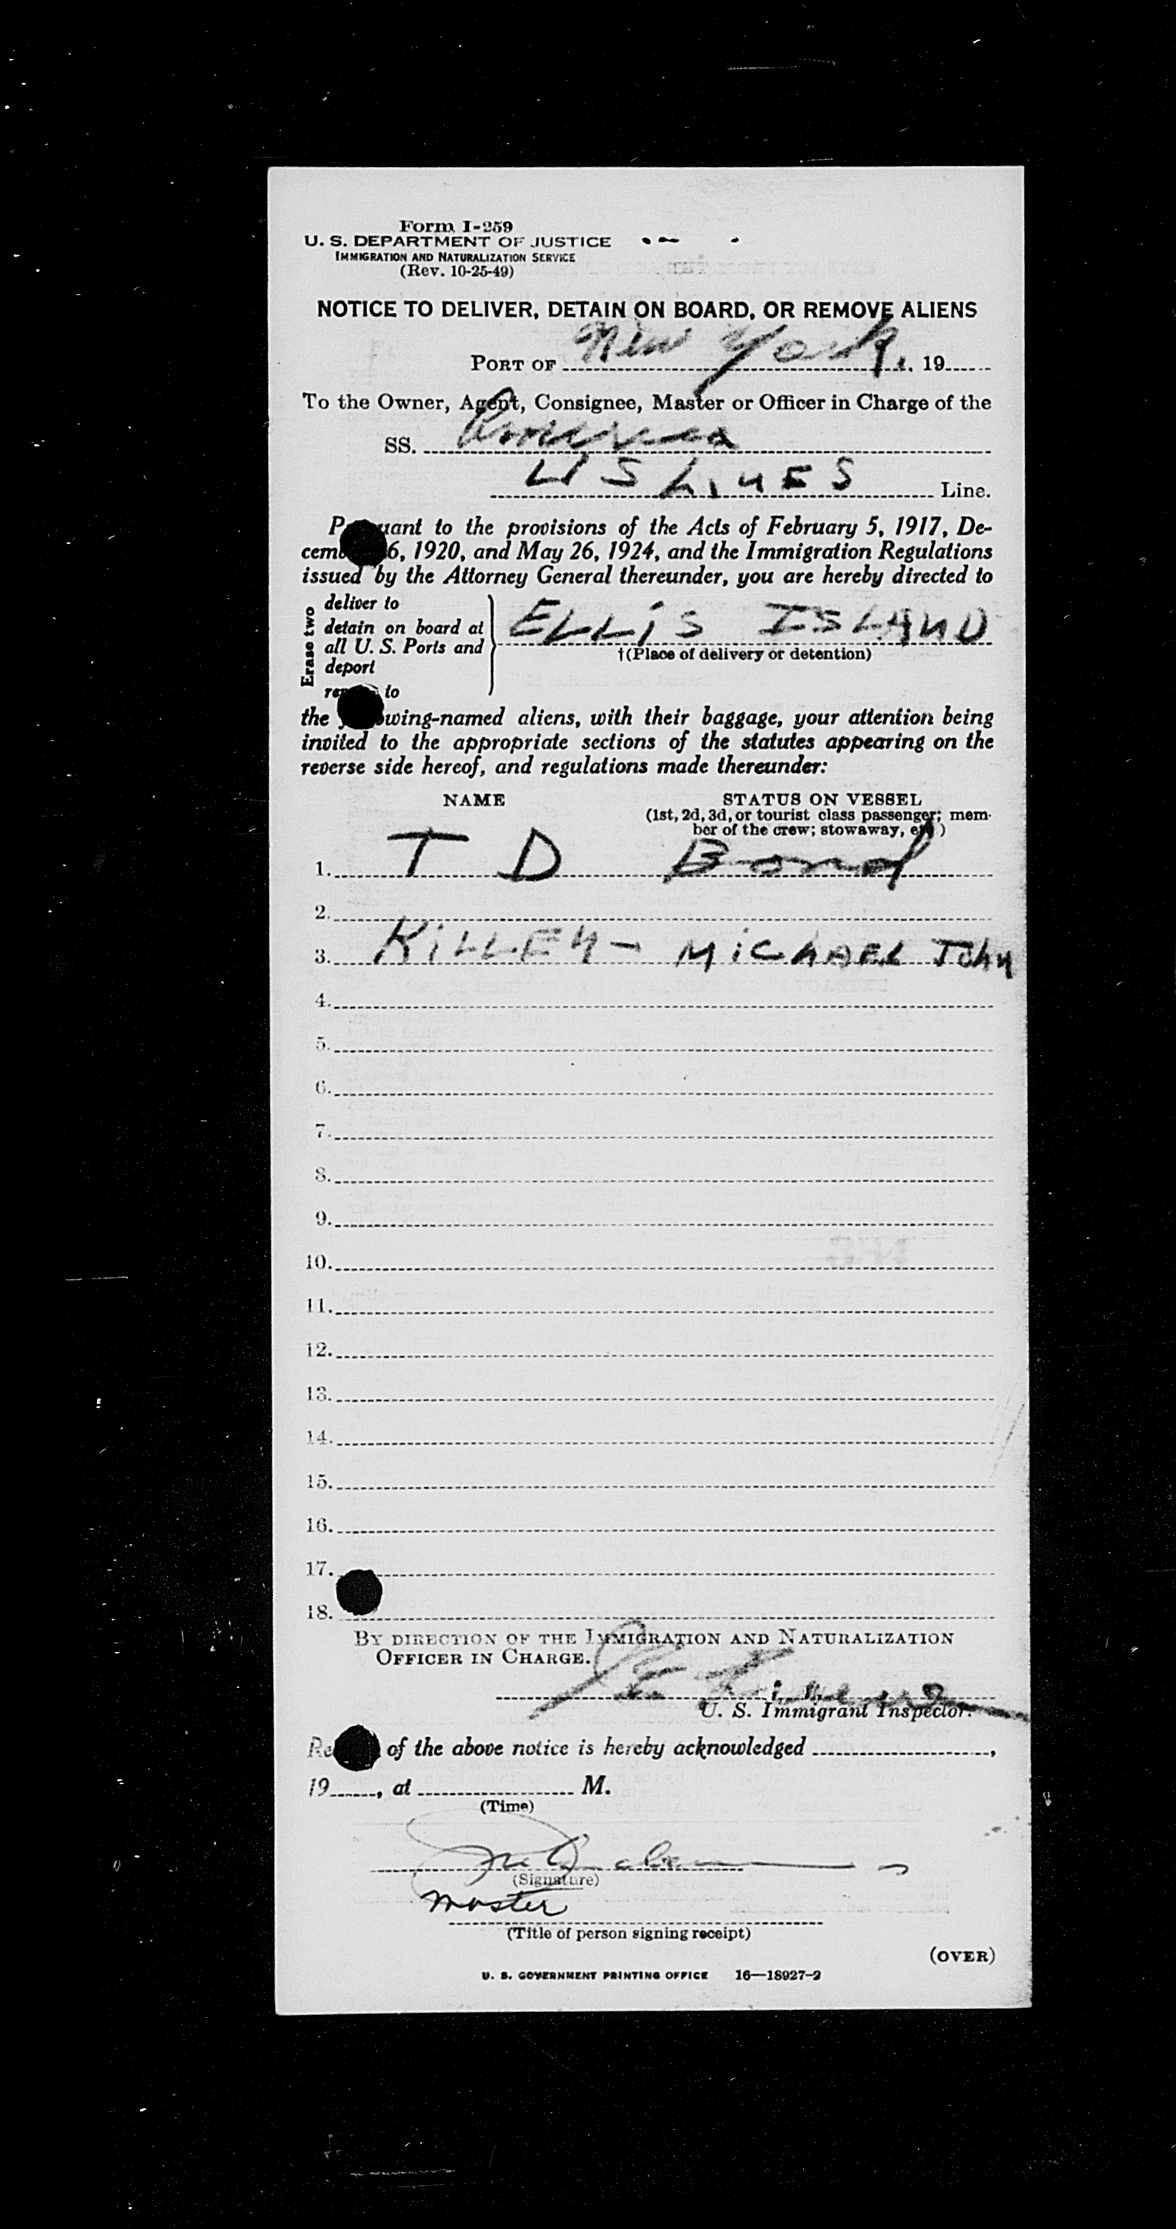 Form I-259
U. S. DEPARTMENT OF JUSTICE
IMMIGRATION AND NATURALIZATION SERVICE
(Rev. 10-25-49)
NOTICE TO DELIVER, DETAIN ON BOARD, OR REMOVE ALIENS
PORT OF New York, 19
To the Owner, Agent, Consignee, Master or Officer in Charge of the
SS. America
US LINES Line.
Pursuant to the provisions of the Acts of February 5, 1917, De-
cember 26, 1920, and May 26, 1924, and the Immigration Regulations
issued by the Attorney General thereunder, you are hereby directed to
Erase two
deliver to
detain on board at
all U. S. Ports and
deport
remove to
ELLIS ISLAND
†(Place of delivery or detention)
the following-named aliens, with their baggage, your attention being
invited to the appropriate sections of the statutes appearing on the
reverse side hereof, and regulations made thereunder:
NAME STATUS ON VESSEL
(1st, 2d, 3d, or tourist class passenger; mem-
ber of the crew; stowaway, etc.)
1. T D Bond
2.
3. KILLEY - MICHAEL JOHN
4.
5.
6.
7.
8.
9.
10.
11.
12.
13.
14.
15.
16.
17.
18.
BY DIRECTION OF THE IMMIGRATION AND NATURALIZATION
OFFICER IN CHARGE.
U. S. Immigrant Inspector.
Receipt of the above notice is hereby acknowledged ,
19 , at M.
(Time)
(Signature)
Master
(Title of person signing receipt)
(OVER)
U. S. GOVERNMENT PRINTING OFFICE 16—18927-2